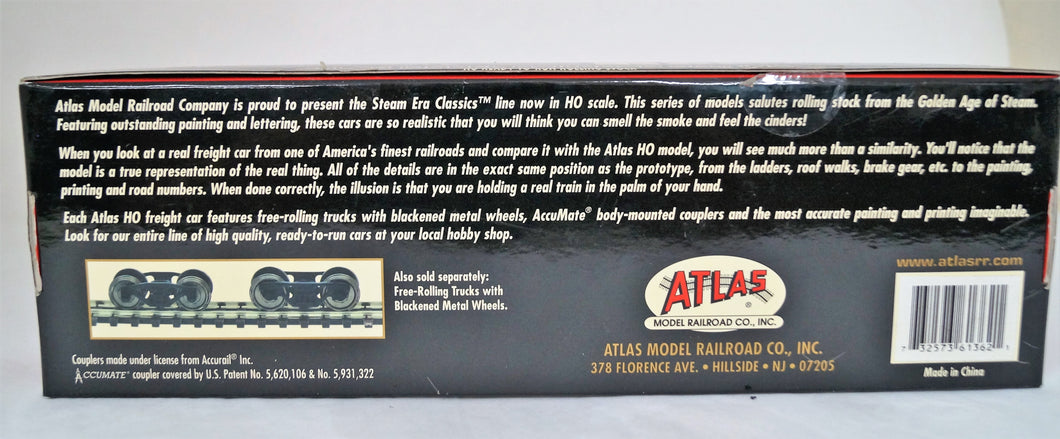 Atlas Model Railroad Company is proud to present the Steam Era Classics™ line now in HO scale. This series of models salutes rolling stock from the Golden Age of Steam.
Featuring outstanding painting and lettering, these cars are so realistic that you will think you can smell the smoke and feel the cinders!
When you look at a real freight car from one of America's finest railroads and compare it with the Atlas HO model, you will see much more than a similarity. You'll notice that the
model is a true representation of the real thing. All of the details are in the exact same position as the prototype, from the ladders, roof walks, brake gear, etc. to the painting,
printing and road numbers. When done correctly, the illusion is that you are holding a real train in the palm of your hand.
Each Atlas HO freight car features free-rolling trucks with blackened metal wheels, AccuMate® body-mounted couplers and the most accurate painting and printing imaginable.
Look for our entire line of high quality, ready-to-run cars at your local hobby shop.
Also sold separately:
Free-Rolling Trucks with
Blackened Metal Wheels.
Couplers made under license from Accurail® Inc.
ACCUMATE® coupler covered by U.S. Patent No. 5,620,106 & No. 5,931,322
ATLAS®
MODEL RAILROAD CO., INC.
ATLAS MODEL RAILROAD CO., INC.
378 FLORENCE AVE. • HILLSIDE • NJ • 07205
www.atlasrr.com
7 32573 61362 1
Made in China